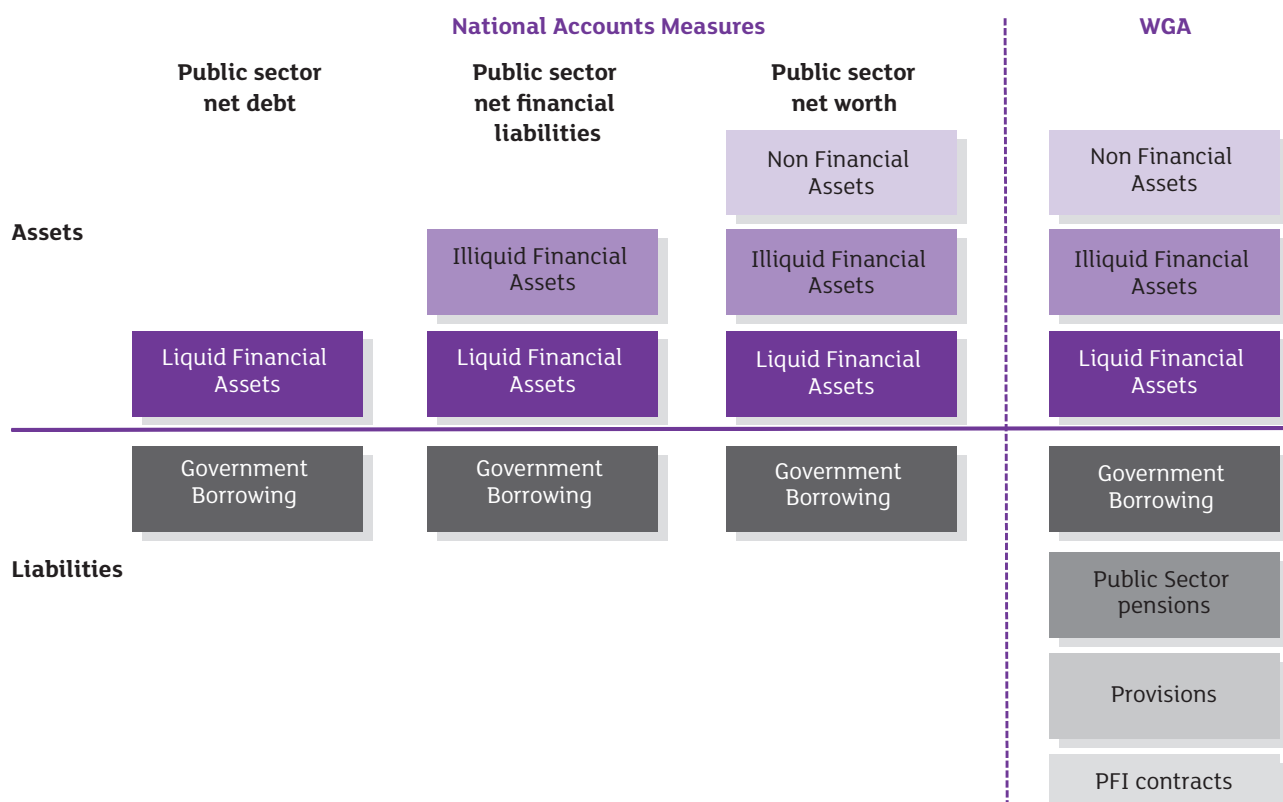 National Accounts Measures
WGA
Public sector
net debt
Public sector
net financial
liabilities
Public sector
net worth
Non Financial
Assets
Non Financial
Assets
Assets
Illiquid Financial
Assets
Illiquid Financial
Assets
Illiquid Financial
Assets
Liquid Financial
Assets
Liquid Financial
Assets
Liquid Financial
Assets
Liquid Financial
Assets
Government
Borrowing
Government
Borrowing
Government
Borrowing
Government
Borrowing
Liabilities
Public Sector
pensions
Provisions
PFI contracts